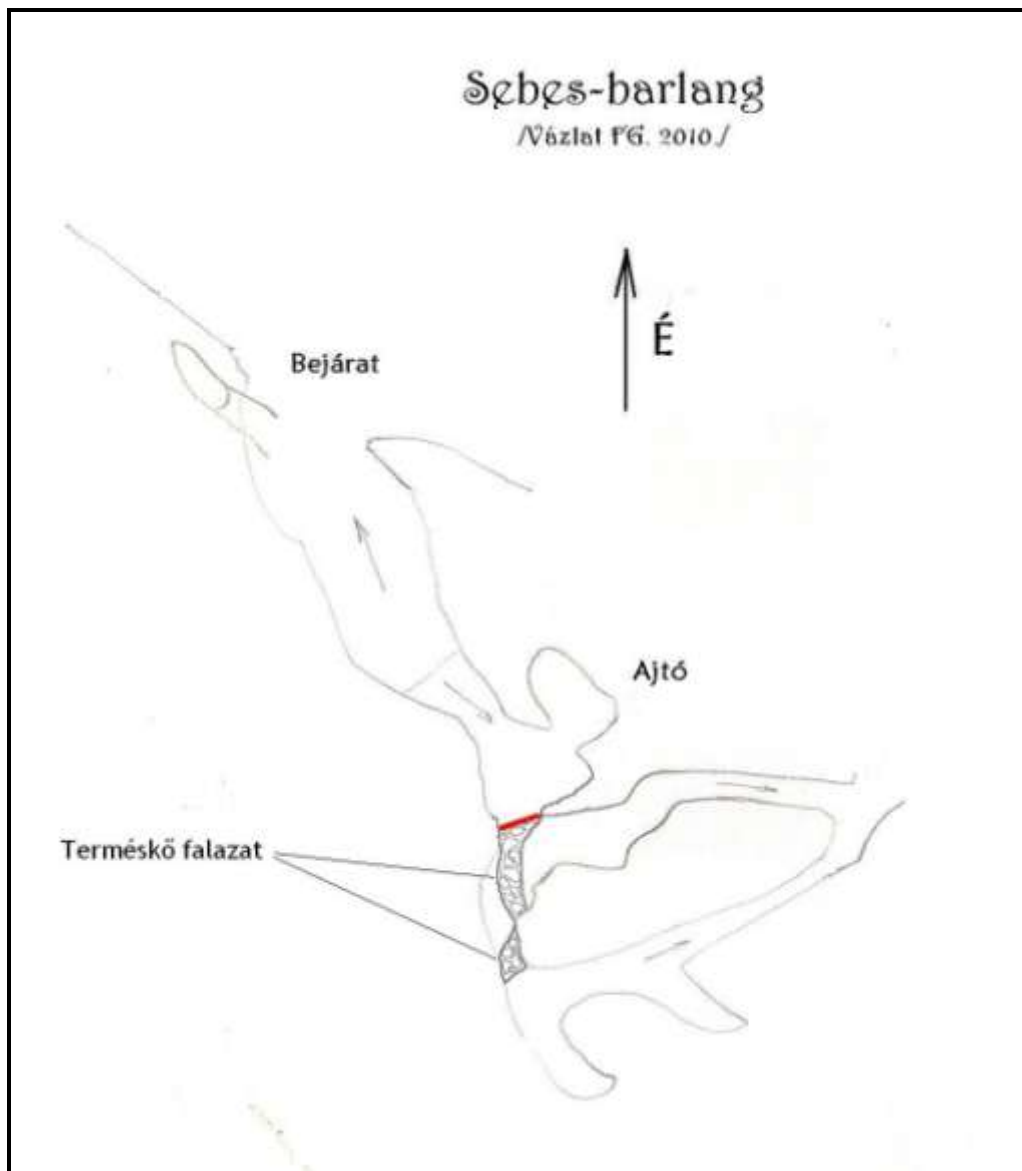 Sebes-barlang
/Vázlat FG. 2010./
É
Bejárat
Ajtó
Terméskő falazat